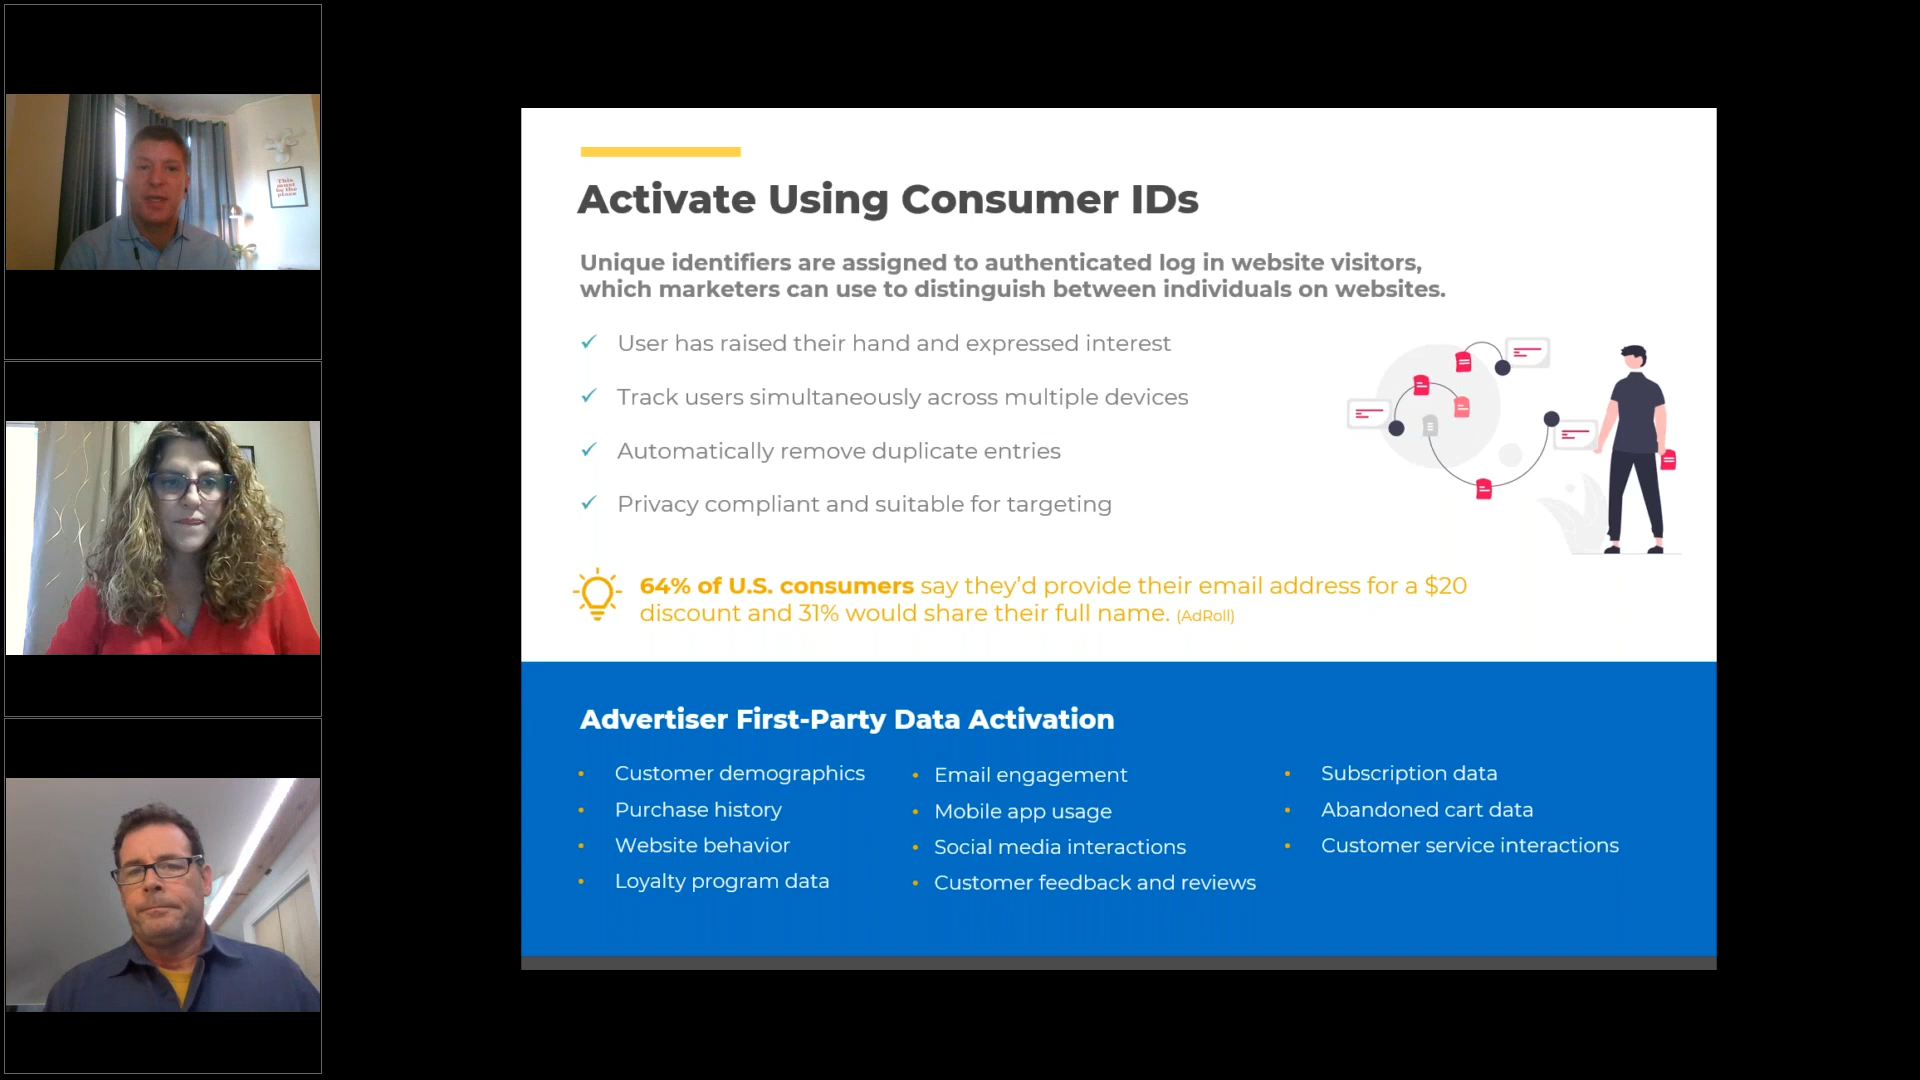 This
must
be the
place
Activate Using Consumer IDs
Unique identifiers are assigned to authenticated log in website visitors,
which marketers can use to distinguish between individuals on websites.
User has raised their hand and expressed interest
Track users simultaneously across multiple devices
Automatically remove duplicate entries
Privacy compliant and suitable for targeting
64% of U.S. consumers say they'd provide their email address for a $20
discount and 31% would share their full name. (AdRoll)
Advertiser First-Party Data Activation
Customer demographics
Purchase history
Website behavior
Loyalty program data
Email engagement
Mobile app usage
Social media interactions
Customer feedback and reviews
Subscription data
Abandoned cart data
Customer service interactions